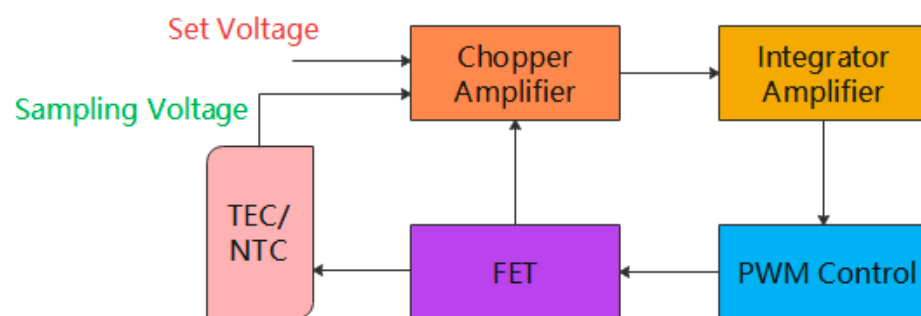 Set Voltage
Chopper
Amplifier
Integrator
Amplifier
Sampling Voltage
TEC/
NTC
FET
PWM Control